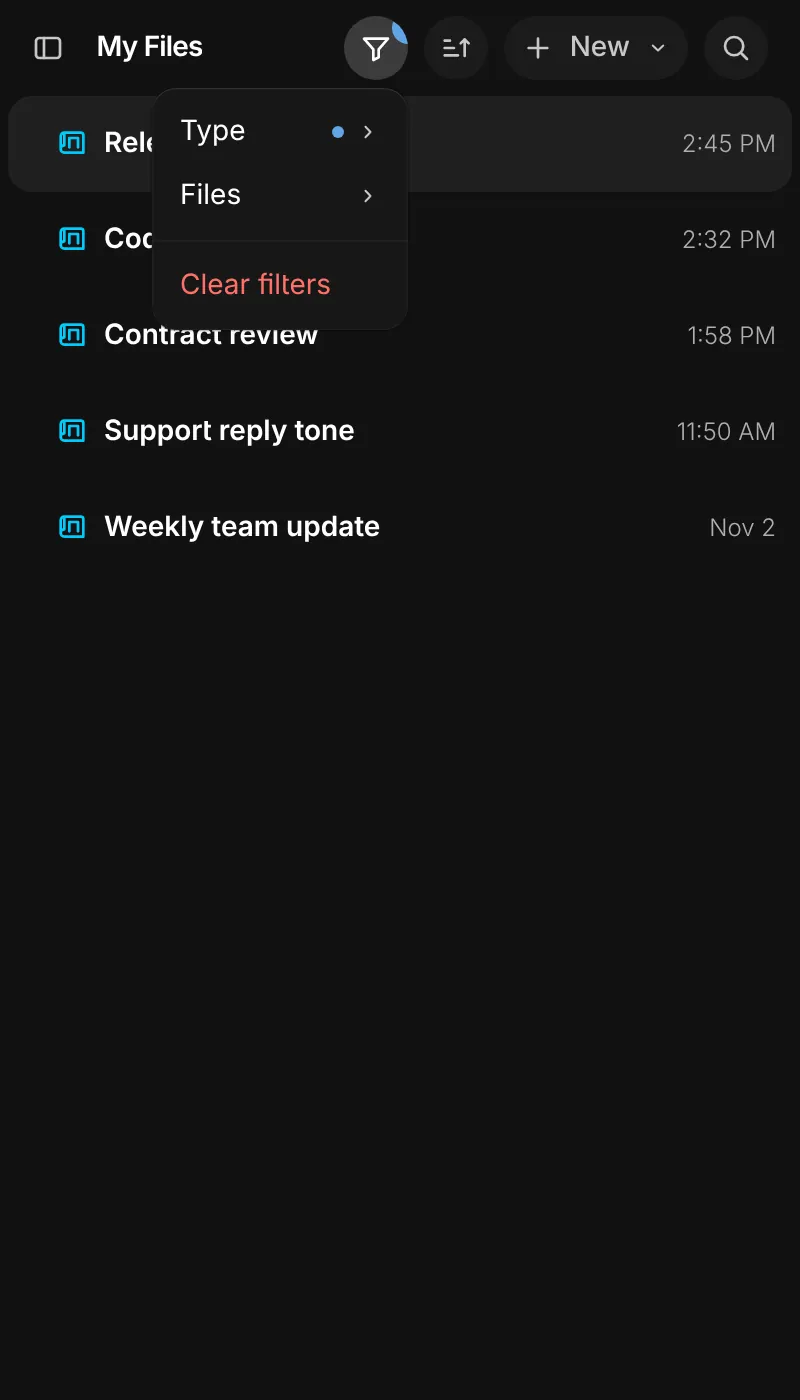 My Files
New
Type
Files
Clear filters
2:45 PM
2:32 PM
Contract review
1:58 PM
Support reply tone
11:50 AM
Weekly team update
Nov 2